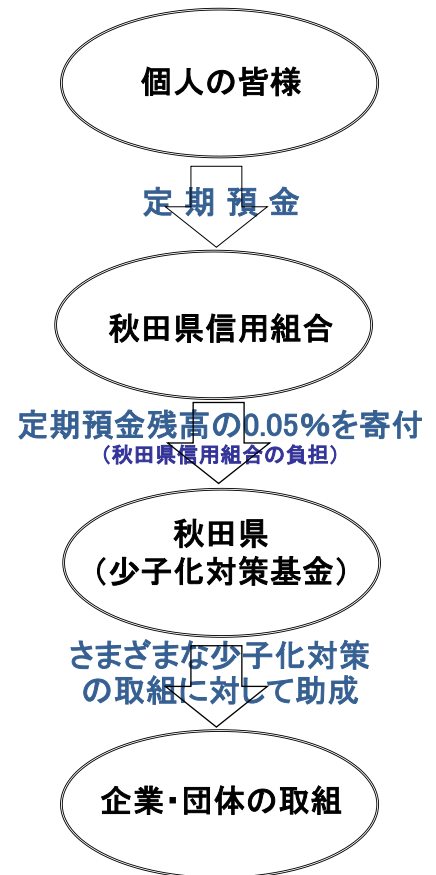 個人の皆様
定 期 預 金
秋田県信用組合
定期預金残高の0.05%を寄付
（秋田県信用組合の負担）
秋田県
（少子化対策基金）
さまざまな少子化対策
の取組に対して助成
企業・団体の取組